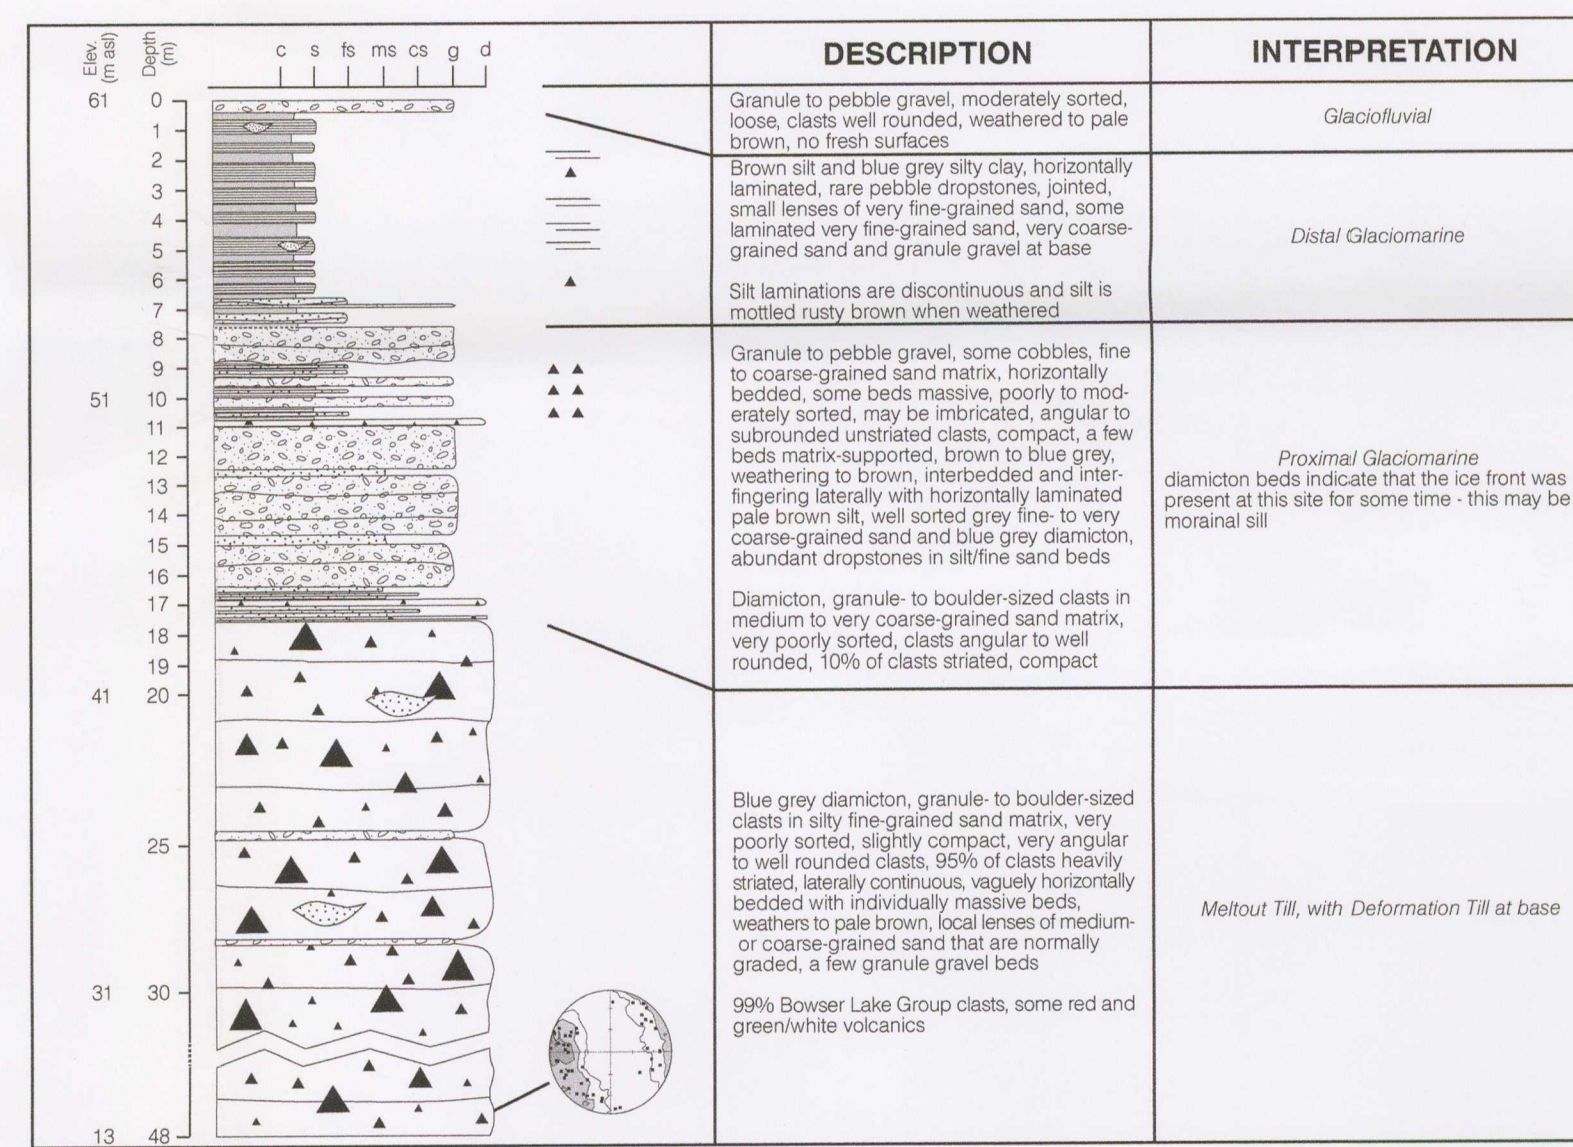 Elev.
(m asl)
Depth
(m)
c s fs ms cs g d
DESCRIPTION
INTERPRETATION
61 0
1
2
3
4
5
6
7
8
9
51 10
11
12
13
14
15
16
17
18
19
41 20
25
31 30
13 48
Granule to pebble gravel, moderately sorted,
loose, clasts well rounded, weathered to pale
brown, no fresh surfaces
Glaciofluvial
Brown silt and blue grey silty clay, horizontally
laminated, rare pebble dropstones, jointed,
small lenses of very fine-grained sand, some
laminated very fine-grained sand, very coarse-
grained sand and granule gravel at base
Silt laminations are discontinuous and silt is
mottled rusty brown when weathered
Distal Glaciomarine
Granule to pebble gravel, some cobbles, fine
to coarse-grained sand matrix, horizontally
bedded, some beds massive, poorly to mod-
erately sorted, may be imbricated, angular to
subrounded unstriated clasts, compact, a few
beds matrix-supported, brown to blue grey,
weathering to brown, interbedded and inter-
fingering laterally with horizontally laminated
pale brown silt, well sorted grey fine- to very
coarse-grained sand and blue grey diamicton,
abundant dropstones in silt/fine sand beds
Diamicton, granule- to boulder-sized clasts in
medium to very coarse-grained sand matrix,
very poorly sorted, clasts angular to well
rounded, 10% of clasts striated, compact
Proximal Glaciomarine
diamicton beds indicate that the ice front was
present at this site for some time - this may be
morainal sill
Blue grey diamicton, granule- to boulder-sized
clasts in silty fine-grained sand matrix, very
poorly sorted, slightly compact, very angular
to well rounded clasts, 95% of clasts heavily
striated, laterally continuous, vaguely horizontally
bedded with individually massive beds,
weathers to pale brown, local lenses of medium-
or coarse-grained sand that are normally
graded, a few granule gravel beds
99% Bowser Lake Group clasts, some red and
green/white volcanics
Meltout Till, with Deformation Till at base